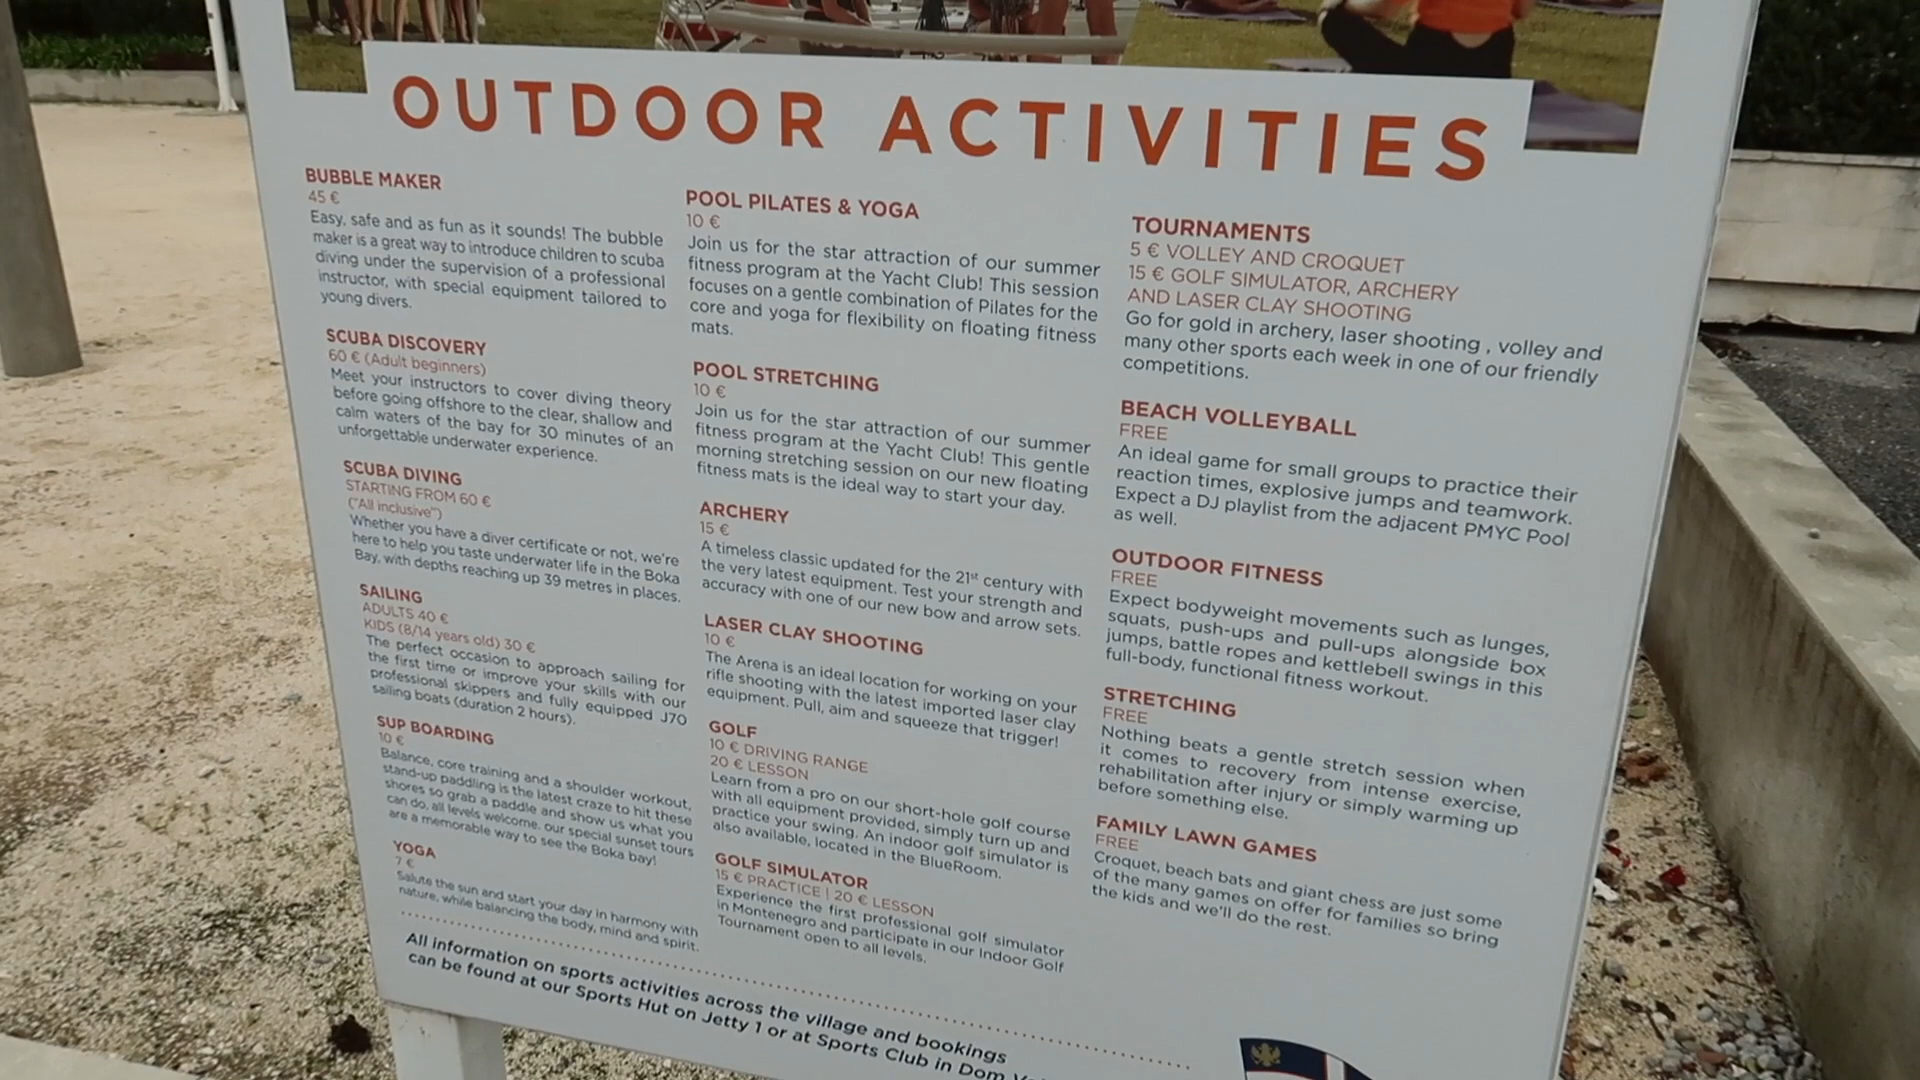 OUTDOOR ACTIVITIES
BUBBLE MAKER
45 €
Easy, safe and as fun as it sounds! The bubble
maker is a great way to introduce children to scuba
diving under the supervision of a professional
instructor, with special equipment tailored to
young divers.
SCUBA DISCOVERY
60 € (Adult beginners)
Meet your instructors to cover diving theory
before going offshore to the clear, shallow and
calm waters of the bay for 30 minutes of an
unforgettable underwater experience.
SCUBA DIVING
STARTING FROM 60 €
("All inclusive")
Whether you have a diver certificate or not, we're
here to help you taste underwater life in the Boka
Bay, with depths reaching up 39 metres in places.
SAILING
ADULTS 40 €
KIDS (8/14 years old) 30 €
The perfect occasion to approach sailing for
the first time or improve your skills with our
professional skippers and fully equipped J70
sailing boats (duration 2 hours).
SUP BOARDING
10 €
Balance, core training and a shoulder workout,
stand-up paddling is the latest craze to hit these
shores so grab a paddle and show us what you
can do, all levels welcome. our special sunset tours
are a memorable way to see the Boka bay!
YOGA
7 €
Salute the sun and start your day in harmony with
nature, while balancing the body, mind and spirit.
POOL PILATES & YOGA
10 €
Join us for the star attraction of our summer
fitness program at the Yacht Club! This session
focuses on a gentle combination of Pilates for the
core and yoga for flexibility on floating fitness
mats.
POOL STRETCHING
10 €
Join us for the star attraction of our summer
fitness program at the Yacht Club! This gentle
morning stretching session on our new floating
fitness mats is the ideal way to start your day.
ARCHERY
15 €
A timeless classic updated for the 21st century with
the very latest equipment. Test your strength and
accuracy with one of our new bow and arrow sets.
LASER CLAY SHOOTING
10 €
The Arena is an ideal location for working on your
rifle shooting with the latest imported laser clay
equipment. Pull, aim and squeeze that trigger!
GOLF
10 € DRIVING RANGE
20 € LESSON
Learn from a pro on our short-hole golf course
with all equipment provided, simply turn up and
practice your swing. An indoor golf simulator is
also available, located in the BlueRoom.
GOLF SIMULATOR
15 € PRACTICE | 20 € LESSON
Experience the first professional golf simulator
in Montenegro and participate in our Indoor Golf
Tournament open to all levels.
TOURNAMENTS
5 € VOLLEY AND CROQUET
15 € GOLF SIMULATOR, ARCHERY
AND LASER CLAY SHOOTING
Go for gold in archery, laser shooting , volley and
many other sports each week in one of our friendly
competitions.
BEACH VOLLEYBALL
FREE
An ideal game for small groups to practice their
reaction times, explosive jumps and teamwork.
Expect a DJ playlist from the adjacent PMYC Pool
as well.
OUTDOOR FITNESS
FREE
Expect bodyweight movements such as lunges,
squats, push-ups and pull-ups alongside box
jumps, battle ropes and kettlebell swings in this
full-body, functional fitness workout.
STRETCHING
FREE
Nothing beats a gentle stretch session when
it comes to recovery from intense exercise,
rehabilitation after injury or simply warming up
before something else.
FAMILY LAWN GAMES
FREE
Croquet, beach bats and giant chess are just some
of the many games on offer for families so bring
the kids and we'll do the rest.
All information on sports activities across the village and bookings
can be found at our Sports Hut on Jetty 1 or at Sports Club in Dom